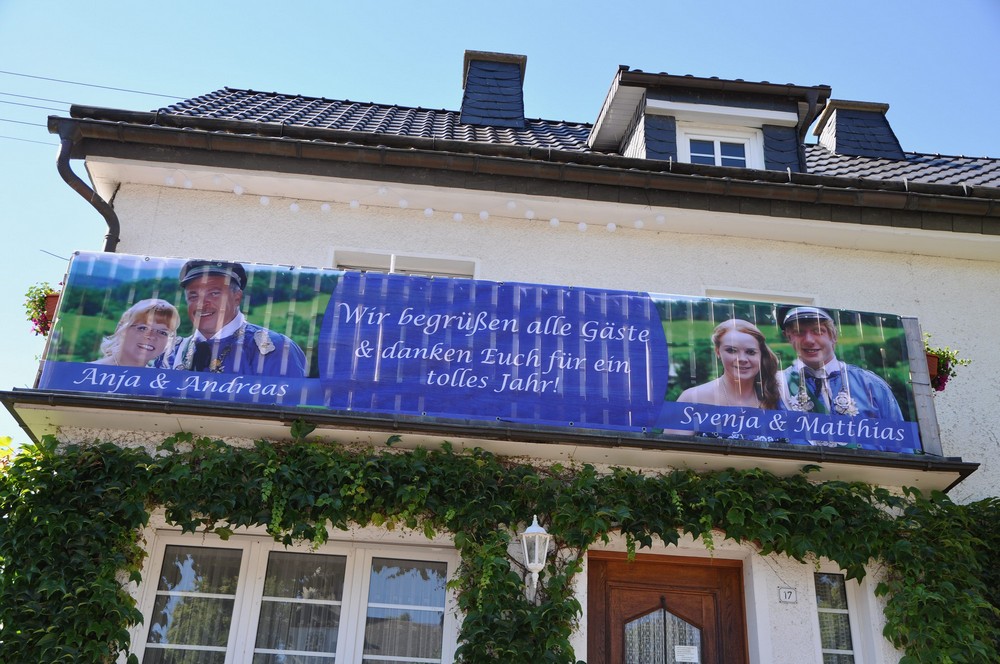 Wir begrüßen alle Gäste
& danken Euch für ein
tolles Jahr!
Anja & Andreas
Svenja & Matthias
17